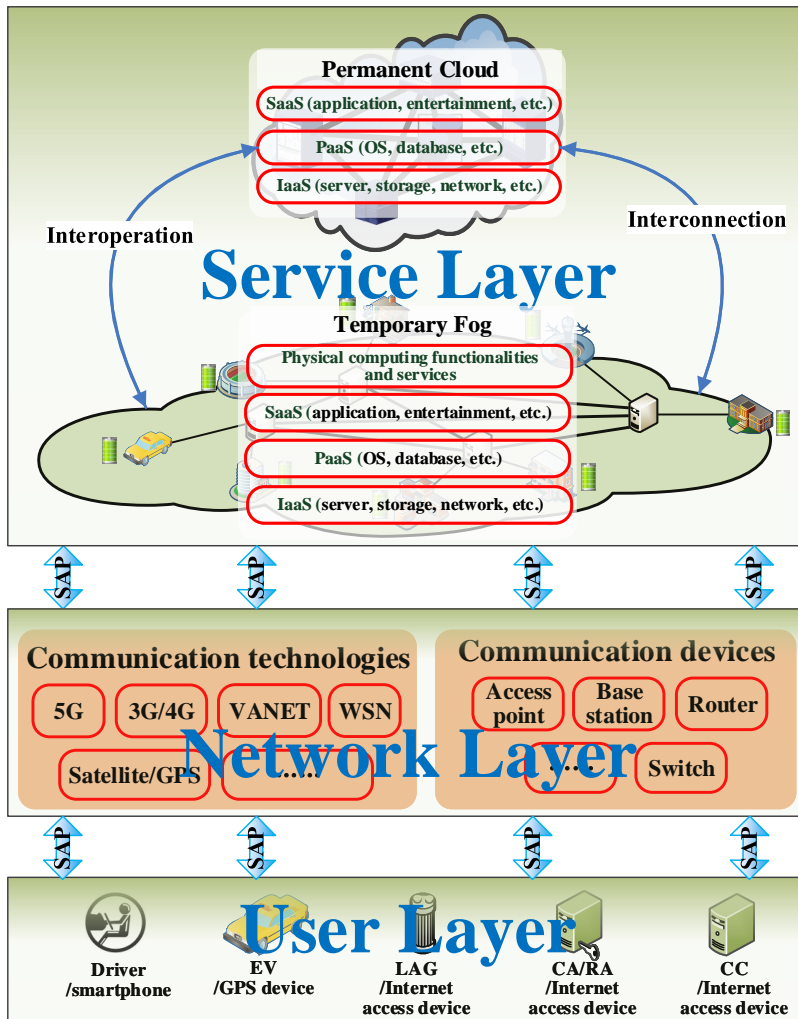 Permanent Cloud
SaaS (application, entertainment, etc.)
PaaS (OS, database, etc.)
IaaS (server, storage, network, etc.)
Interoperation
Interconnection
Service Layer
Temporary Fog
Physical computing functionalities
and services
SaaS (application, entertainment, etc.)
PaaS (OS, database, etc.)
IaaS (server, storage, network, etc.)
SAP
SAP
SAP
SAP
Communication technologies
5G
3G/4G
VANET
WSN
Satellite/GPS
......
Communication devices
Access
point
Base
station
Router
......
Switch
Network Layer
SAP
SAP
SAP
SAP
User Layer
Driver
/smartphone
EV
/GPS device
LAG
/Internet
access device
CA/RA
/Internet
access device
CC
/Internet
access device